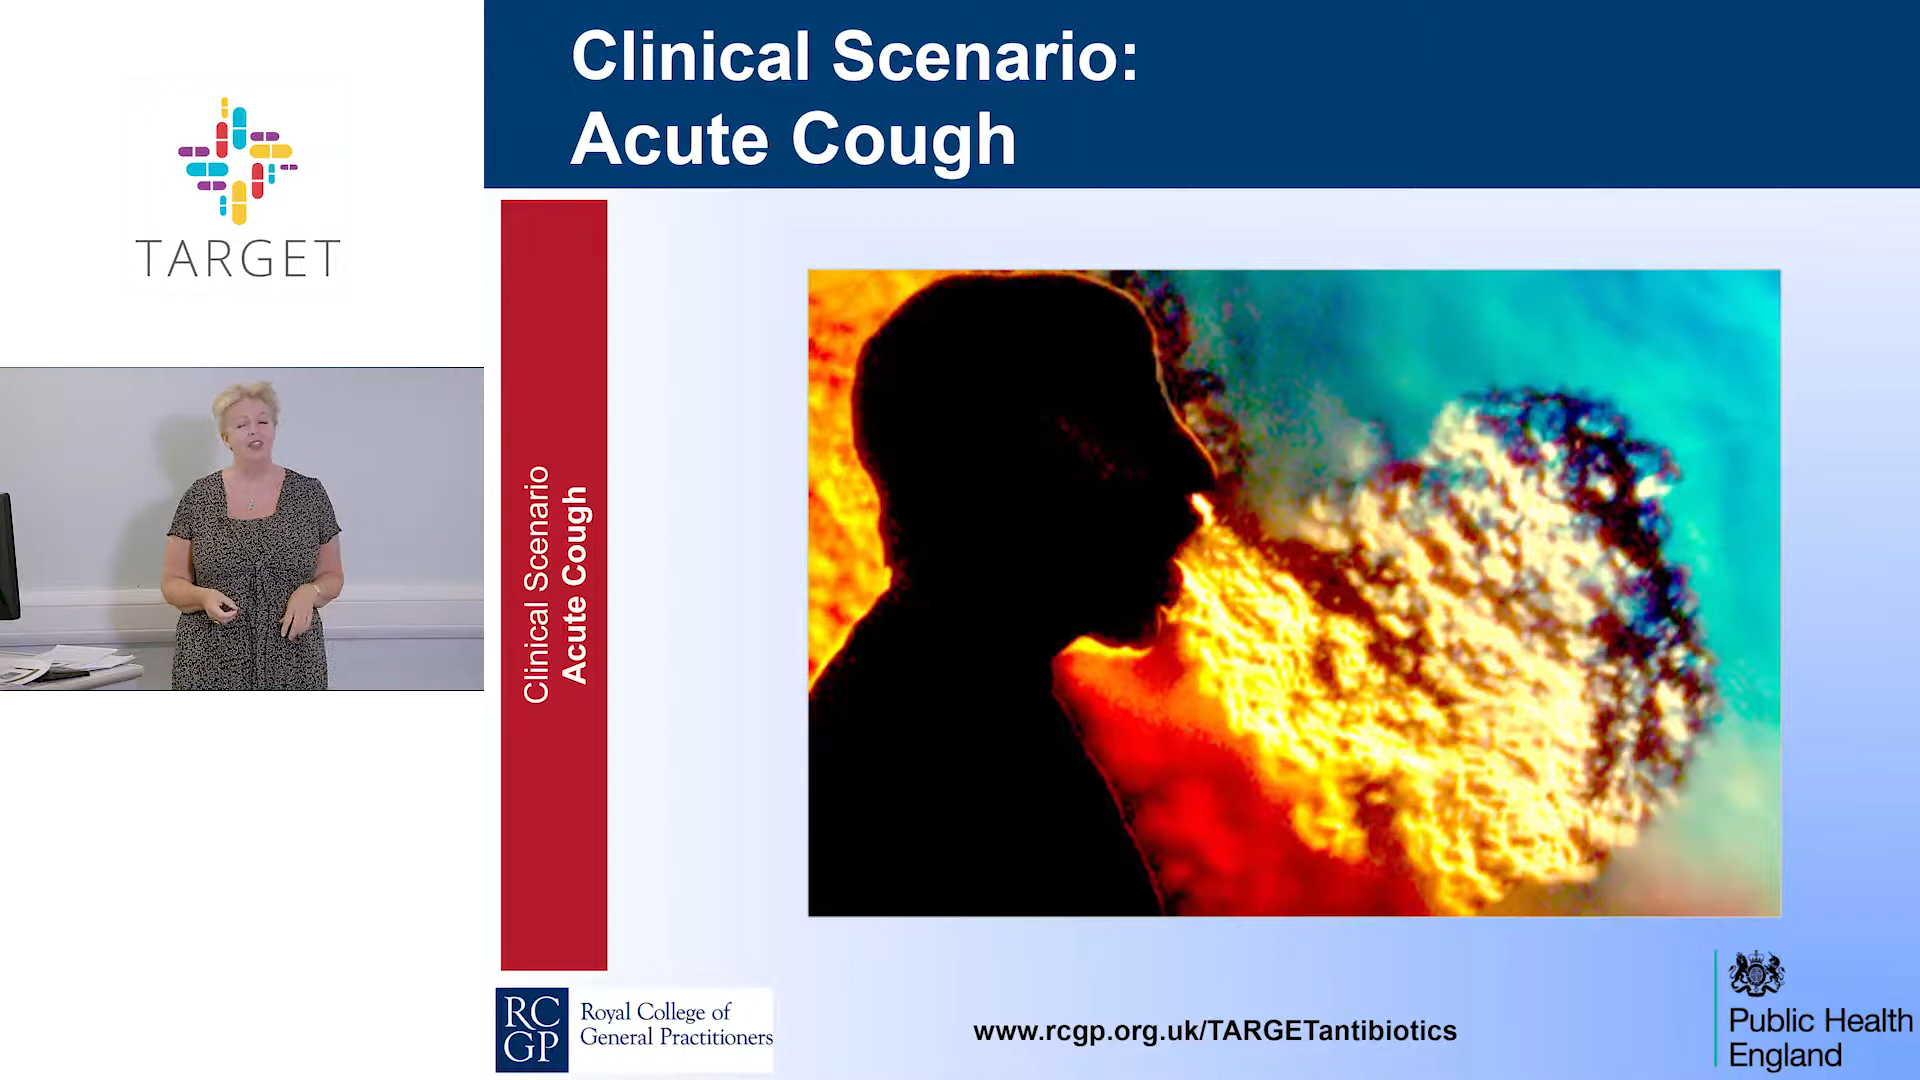 TARGET
Clinical Scenario:
Acute Cough
Clinical Scenario
Acute Cough
RC
GP
Royal College of
General Practitioners
www.rcgp.org.uk/TARGETantibiotics
Public Health
England